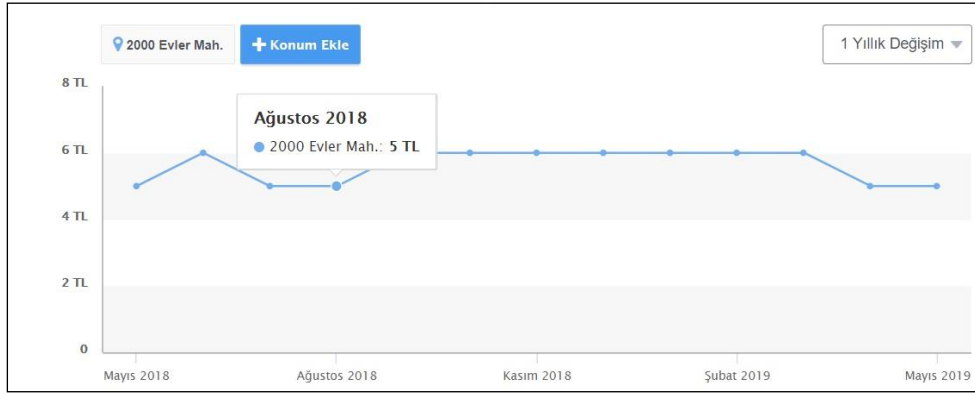 2000 Evler Mah.
Konum Ekle
1 Yıllık Değişim
8 TL
Ağustos 2018
2000 Evler Mah.: 5 TL
6 TL
4 TL
2 TL
0
Mayıs 2018
Ağustos 2018
Kasım 2018
Şubat 2019
Mayıs 2019